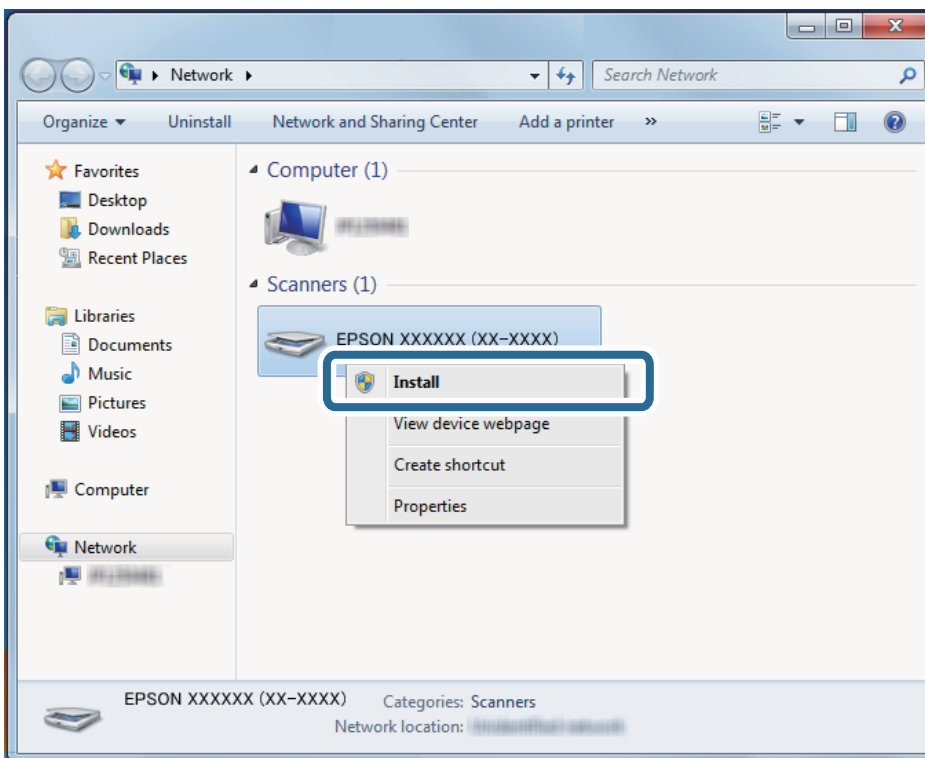 Network
Search Network
Organize
Uninstall
Network and Sharing Center
Add a printer
»
Favorites
Desktop
Downloads
Recent Places
Libraries
Documents
Music
Pictures
Videos
Computer
Network
Computer (1)
Scanners (1)
EPSON XXXXXX (XX-XXXX)
Install
View device webpage
Create shortcut
Properties
EPSON XXXXXX (XX-XXXX) Categories: Scanners
Network location: